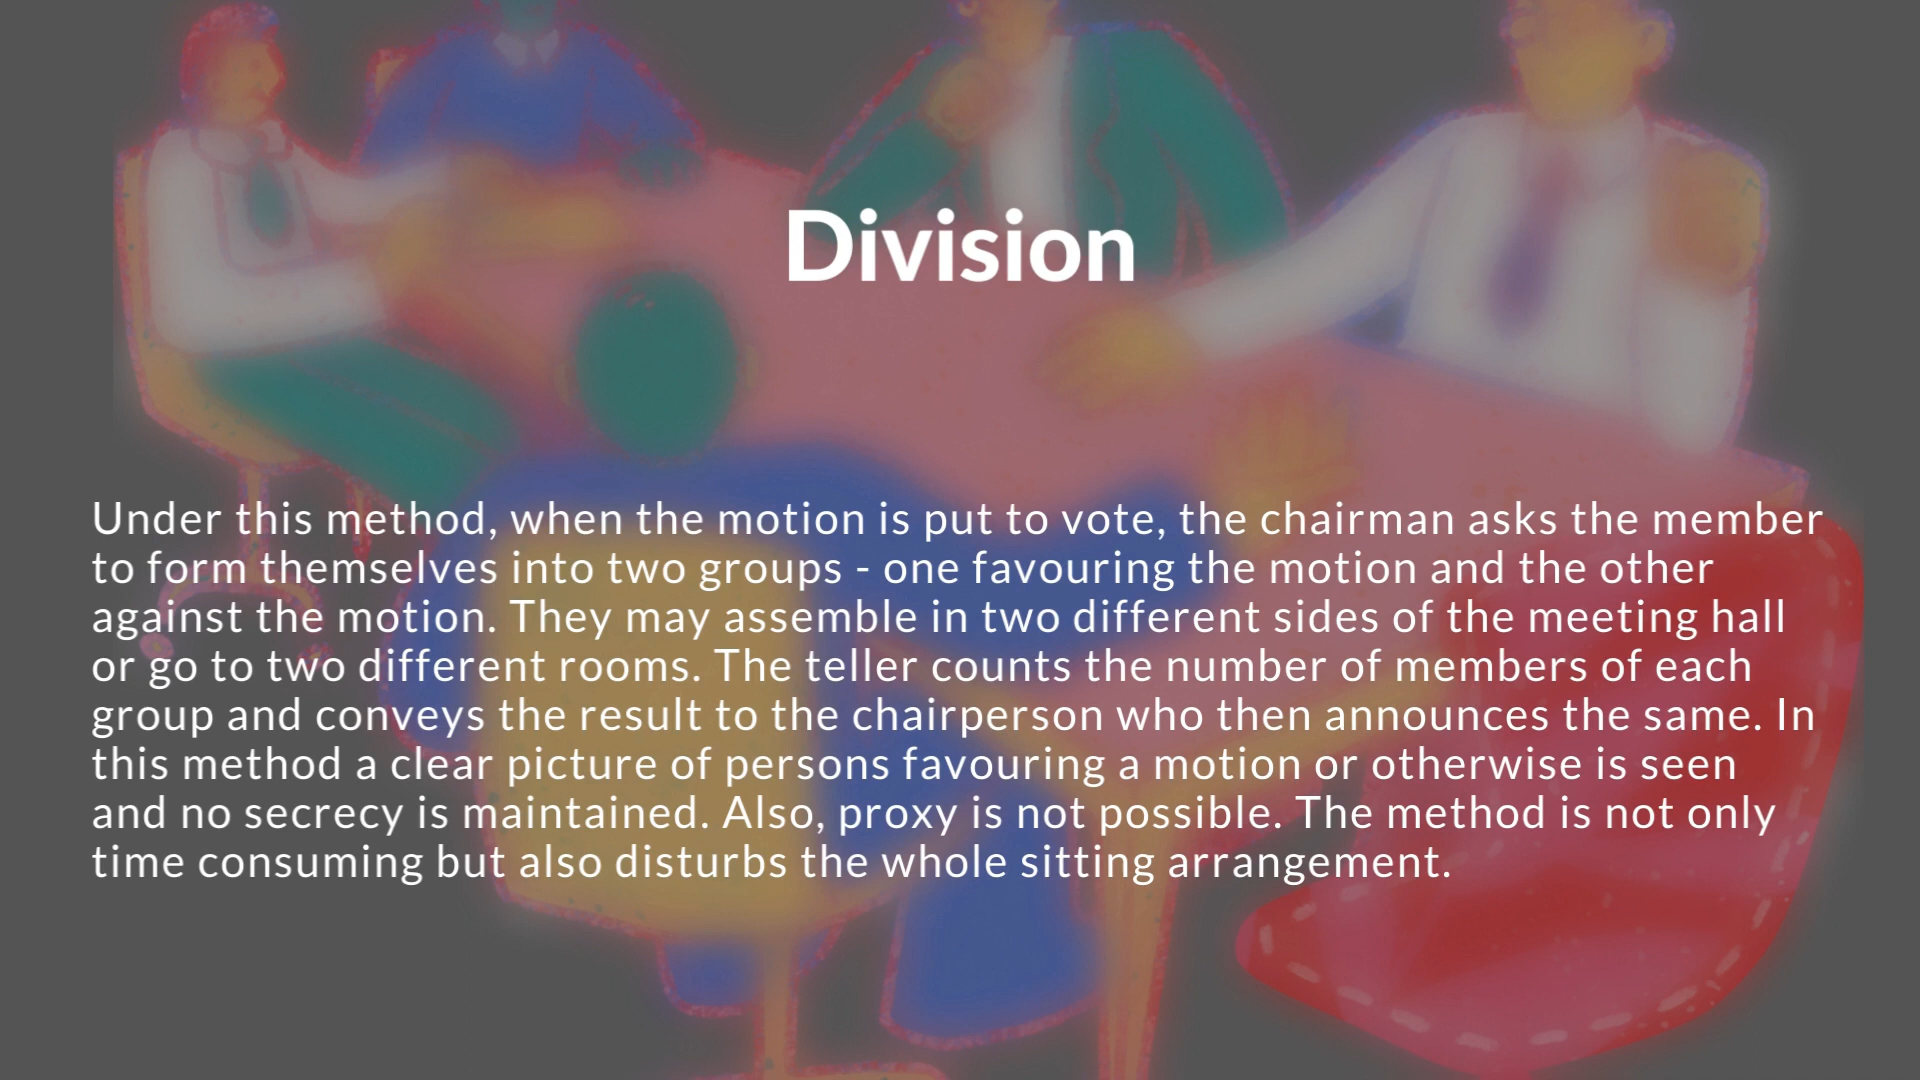 Division
Under this method, when the motion is put to vote, the chairman asks the member
to form themselves into two groups - one favouring the motion and the other
against the motion. They may assemble in two different sides of the meeting hall
or go to two different rooms. The teller counts the number of members of each
group and conveys the result to the chairperson who then announces the same. In
this method a clear picture of persons favouring a motion or otherwise is seen
and no secrecy is maintained. Also, proxy is not possible. The method is not only
time consuming but also disturbs the whole sitting arrangement.